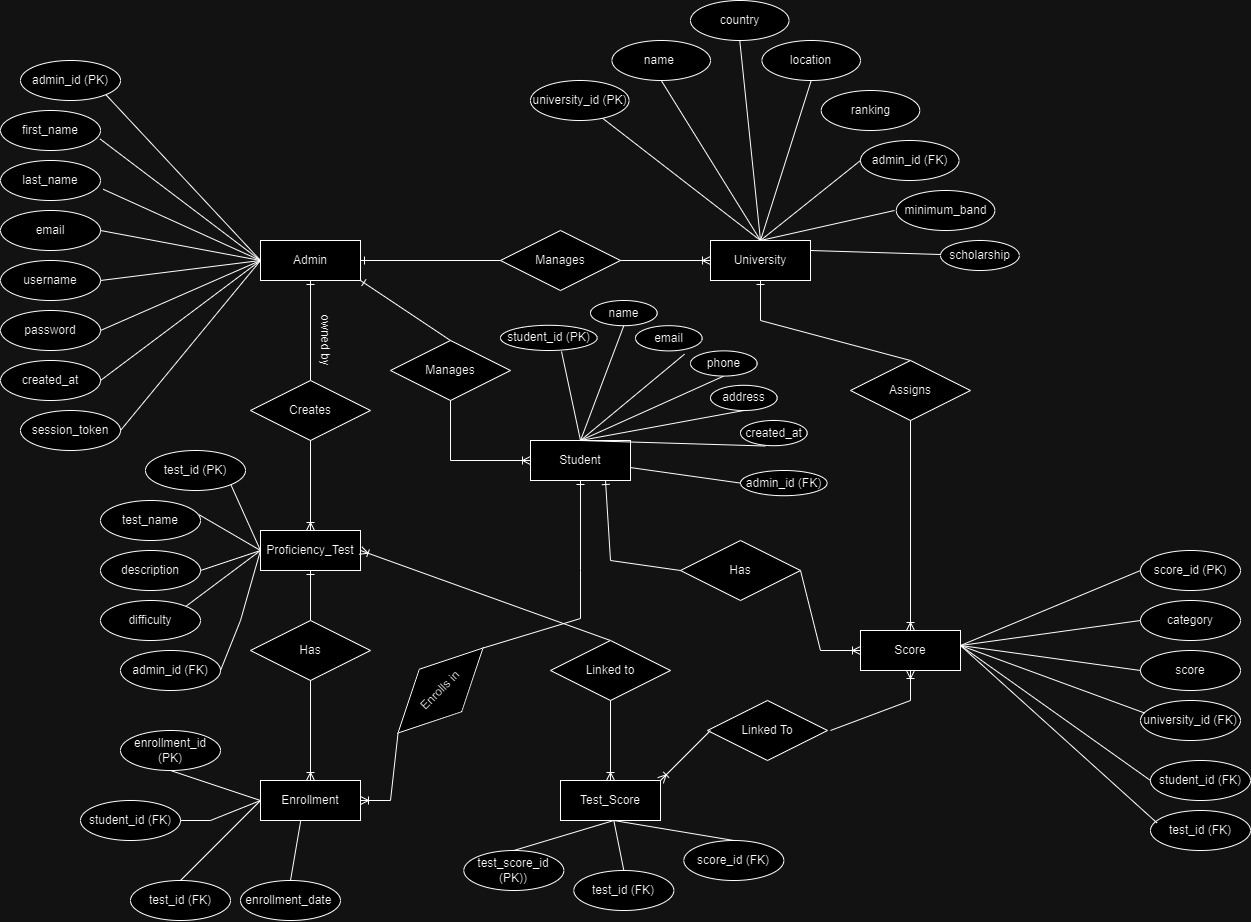 country
name
location
admin_id (PK)
university_id (PK)
ranking
first_name
admin_id (FK)
last_name
minimum_band
email
Admin
Manages
University
scholarship
username
name
student_id (PK)
email
password
owned by
phone
Manages
created_at
address
Assigns
Creates
session_token
created_at
Student
test_id (PK)
admin_id (FK)
test_name
Proficiency_Test
description
Has
score_id (PK)
difficulty
category
Has
Score
admin_id (FK)
Linked to
score
Enrolls in
university_id (FK)
Linked To
enrollment_id
(PK)
student_id (FK)
Enrollment
Test_Score
student_id (FK)
test_id (FK)
test_score_id
(PK))
score_id (FK)
test_id (FK)
test_id (FK)
enrollment_date